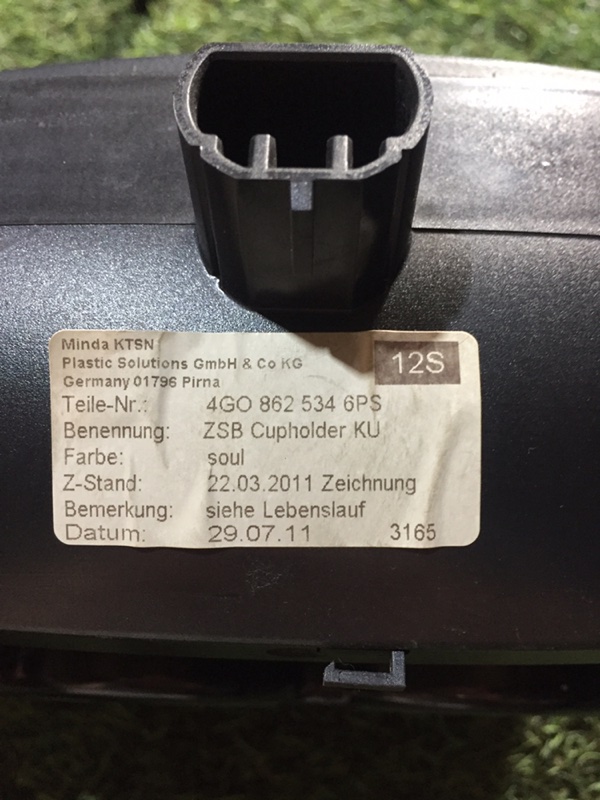 Minda KTSN
Plastic Solutions GmbH & Co KG
Germany 01796 Pirna
12S
Teile-Nr.: 4GO 862 534 6PS
Benennung: ZSB Cupholder KU
Farbe: soul
Z-Stand: 22.03.2011 Zeichnung
Bemerkung: siehe Lebenslauf
Datum: 29.07.11 3165